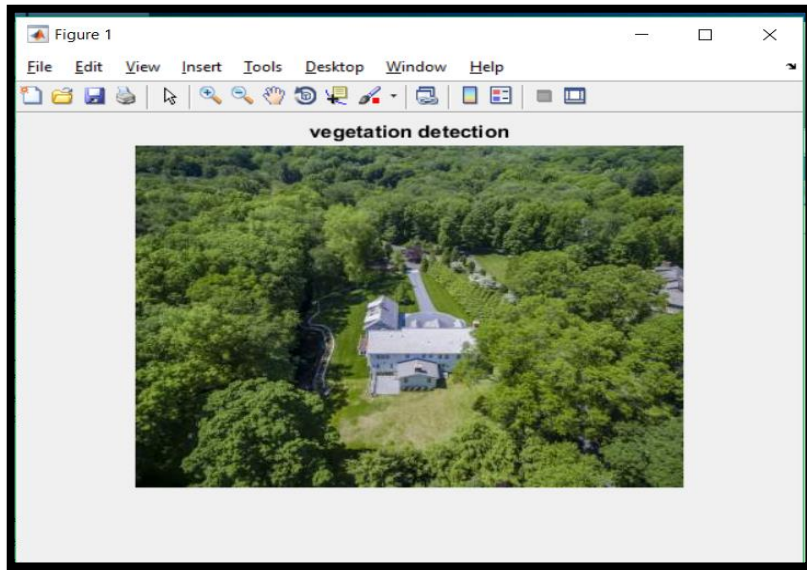 Figure 1
File Edit View Insert Tools Desktop Window Help
vegetation detection